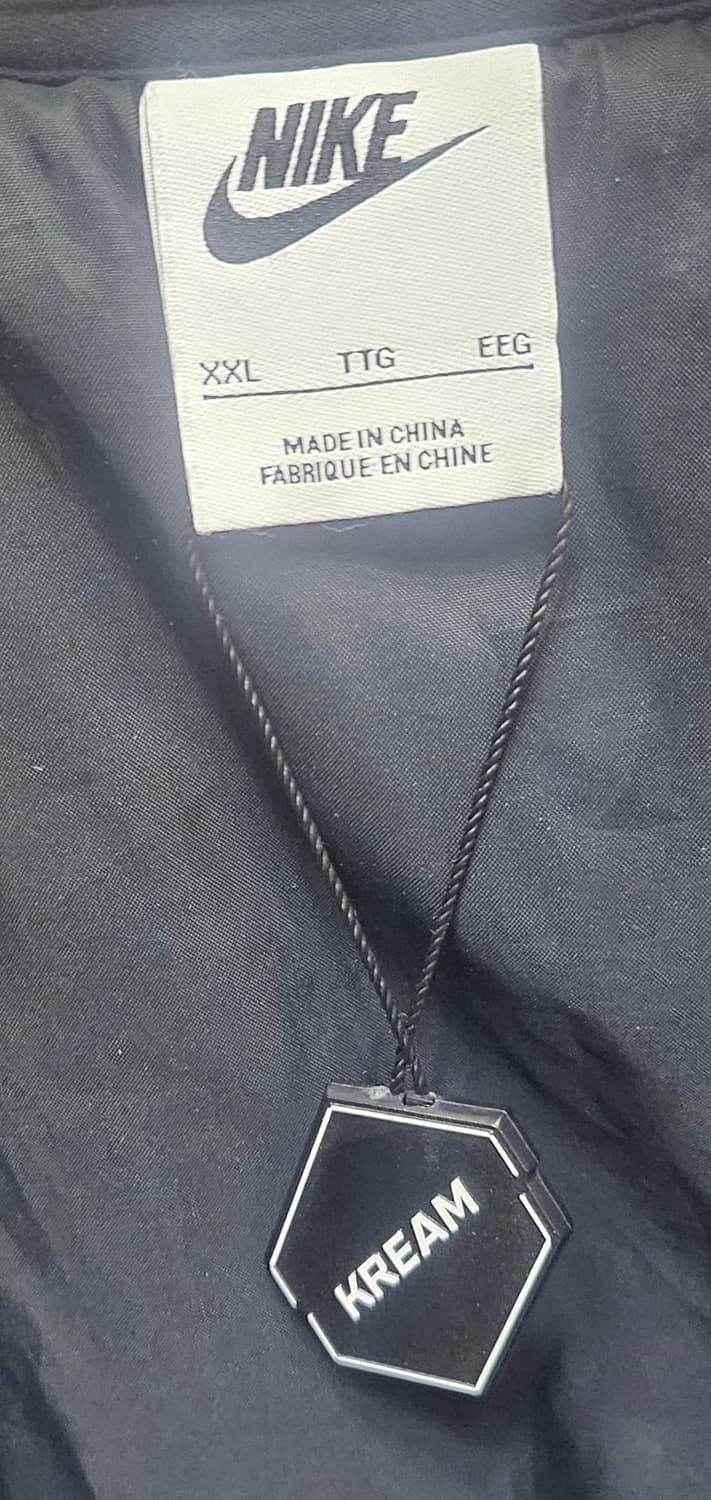 NIKE
XXL TTG EEG
MADE IN CHINA
FABRIQUE EN CHINE
KREAM